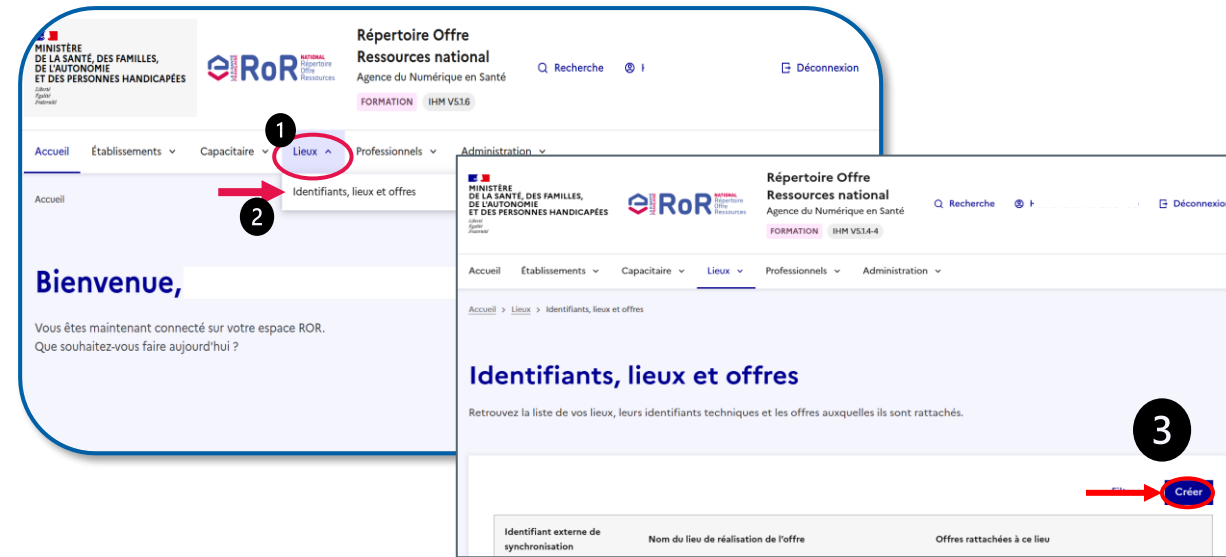 MINISTÈRE
DE LA SANTÉ, DES FAMILLES,
DE L'AUTONOMIE
ET DES PERSONNES HANDICAPÉES
Liberté
Égalité
Fraternité
RoR
NATIONAL
Répertoire
Offre
Ressources
Répertoire Offre
Ressources national
Agence du Numérique en Santé
FORMATION IHM V5.1.6
Recherche
Déconnexion
1
Accueil Établissements Capacitaire Lieux Professionnels Administration
Identifiants, lieux et offres
2
Accueil
Bienvenue,
Vous êtes maintenant connecté sur votre espace ROR.
Que souhaitez-vous faire aujourd'hui ?
MINISTÈRE
DE LA SANTÉ, DES FAMILLES,
DE L'AUTONOMIE
ET DES PERSONNES HANDICAPÉES
Liberté
Égalité
Fraternité
RoR
NATIONAL
Répertoire
Offre
Ressources
Répertoire Offre
Ressources national
Agence du Numérique en Santé
FORMATION IHM V5.1.4-4
Recherche
Déconnexion
Accueil Établissements Capacitaire Lieux Professionnels Administration
Accueil > Lieux > Identifiants, lieux et offres
Identifiants, lieux et offres
Retrouvez la liste de vos lieux, leurs identifiants techniques et les offres auxquelles ils sont rattachés.
3
Créer
Identifiant externe de
synchronisation
Nom du lieu de réalisation de l'offre
Offres rattachées à ce lieu